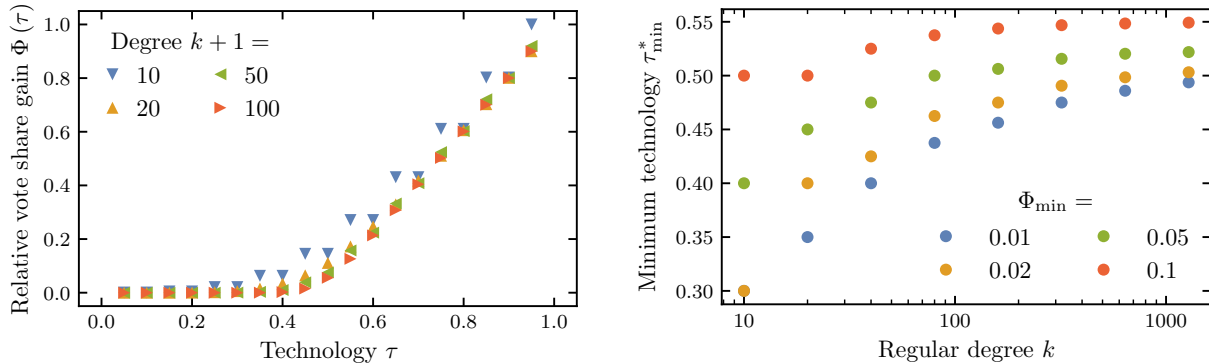 Relative vote share gain Φ (τ)
1.0
0.8
0.6
0.4
0.2
0.0
Degree k + 1 =
10
50
20
100
0.0 0.2 0.4 0.6 0.8 1.0
Technology τ
Minimum technology τ*min
0.55
0.50
0.45
0.40
0.35
0.30
Φmin =
0.01
0.05
0.02
0.1
10 100 1000
Regular degree k